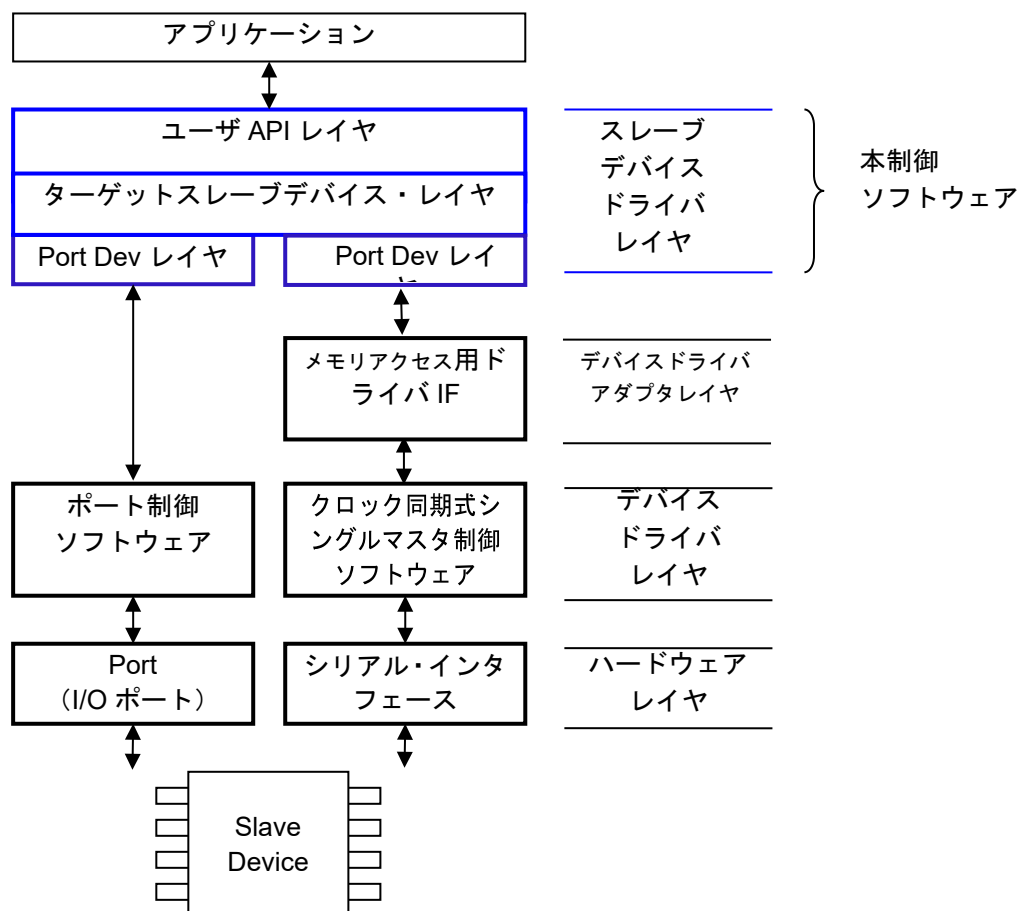 アプリケーション
ユーザ API レイヤ
ターゲットスレーブデバイス・レイヤ
Port Dev レイヤ
Port Dev レイ
スレーブ
デバイス
ドライバ
レイヤ
本制御
ソフトウェア
メモリアクセス用ド
ライバ IF
デバイスドライバ
アダプタレイヤ
ポート制御
ソフトウェア
クロック同期式シ
ングルマスタ制御
ソフトウェア
デバイス
ドライバ
レイヤ
Port
（I/O ポート）
シリアル・インタ
フェース
ハードウェア
レイヤ
Slave
Device